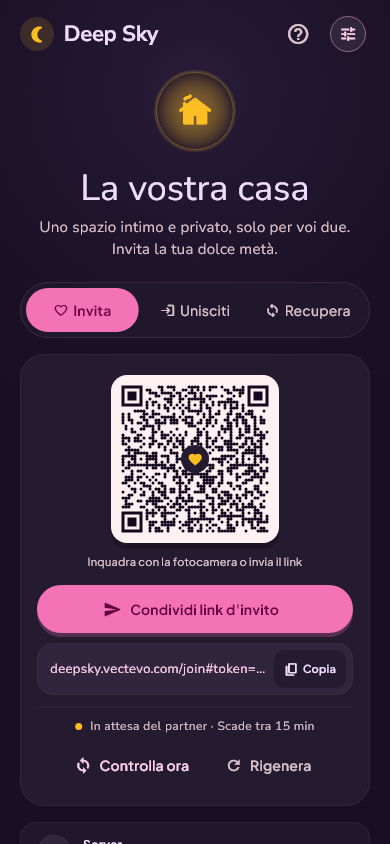 Deep Sky
La vostra casa
Uno spazio intimo e privato, solo per voi due.
Invita la tua dolce metà.
Invita
Unisciti
Recupera
Inquadra con la fotocamera o invia il link
Condividi link d'invito
deepsky.vectevo.com/join#token=...
Copia
In attesa del partner · Scade tra 15 min
Controlla ora
Rigenera
Server